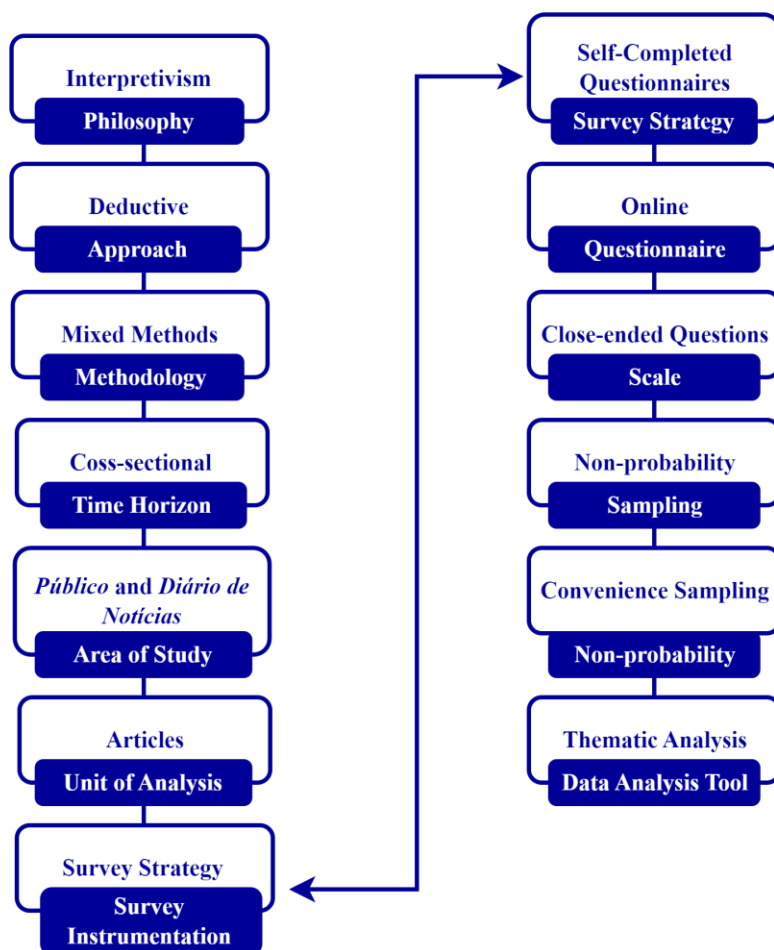 Interpretivism
Philosophy
Deductive
Approach
Mixed Methods
Methodology
Coss-sectional
Time Horizon
Público and Diário de
Notícias
Area of Study
Articles
Unit of Analysis
Survey Strategy
Survey
Instrumentation
Self-Completed
Questionnaires
Survey Strategy
Online
Questionnaire
Close-ended Questions
Scale
Non-probability
Sampling
Convenience Sampling
Non-probability
Thematic Analysis
Data Analysis Tool